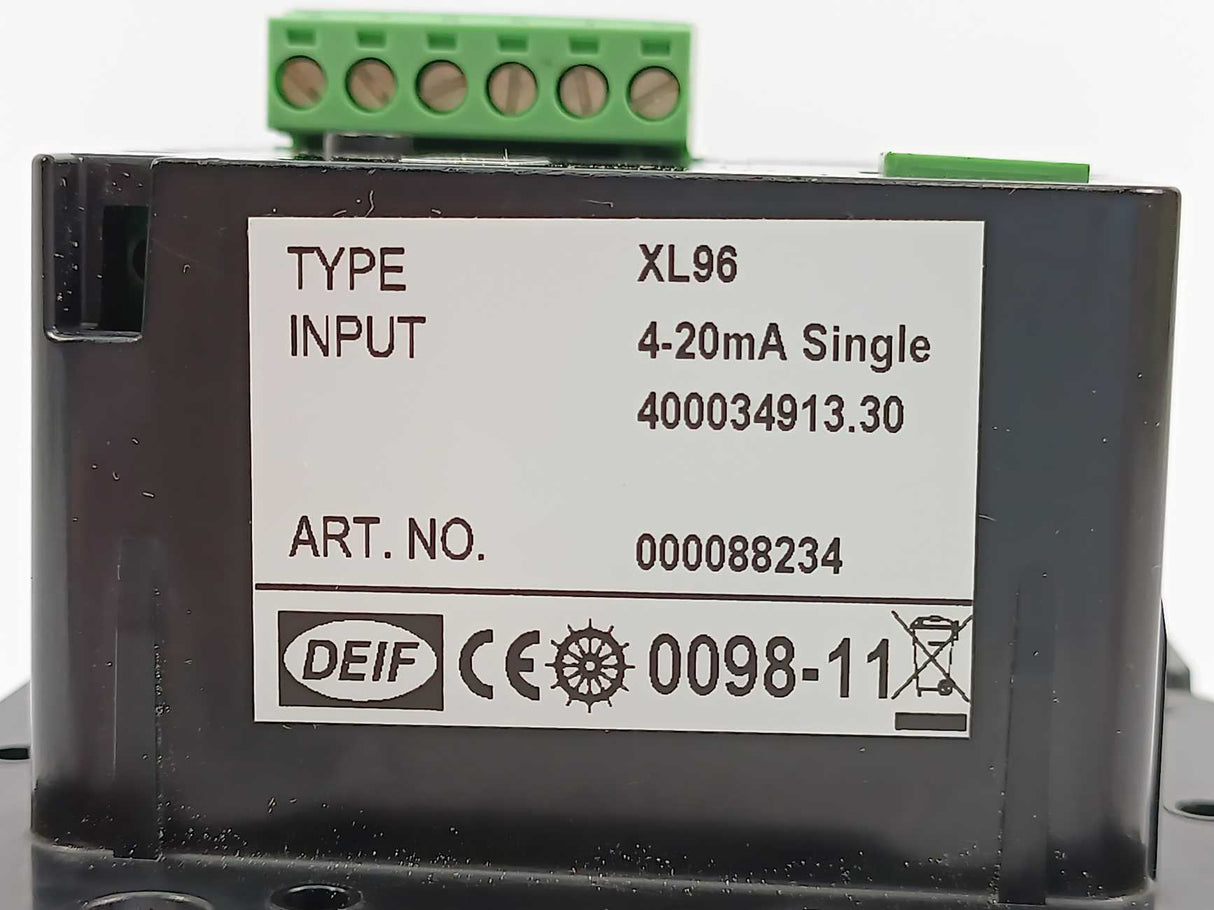 TYPE XL96
INPUT 4-20mA Single
400034913.30
ART. NO. 000088234
DEIF CE 0098-11